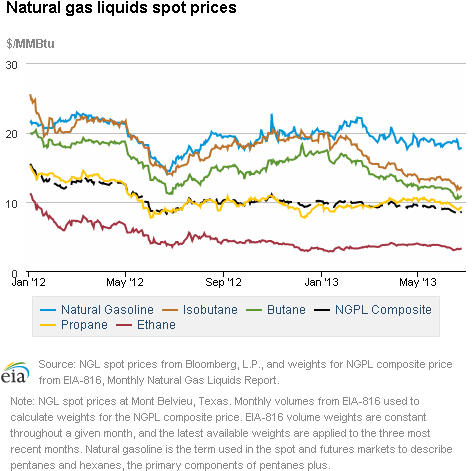 Natural gas liquids spot prices
$/MMBtu
30
20
10
0
Jan '12 May '12 Sep '12 Jan '13 May '13
Natural Gasoline Isobutane Butane NGPL Composite
Propane Ethane
eia
Source: NGL spot prices from Bloomberg, L.P., and weights for NGPL composite price
from EIA-816, Monthly Natural Gas Liquids Report.
Note: NGL spot prices at Mont Belvieu, Texas. Monthly volumes from EIA-816 used to
calculate weights for the NGPL composite price. EIA-816 volume weights are constant
throughout a given month, and the latest available weights are applied to the three most
recent months. Natural gasoline is the term used in the spot and futures markets to describe
pentanes and hexanes, the primary components of pentanes plus.